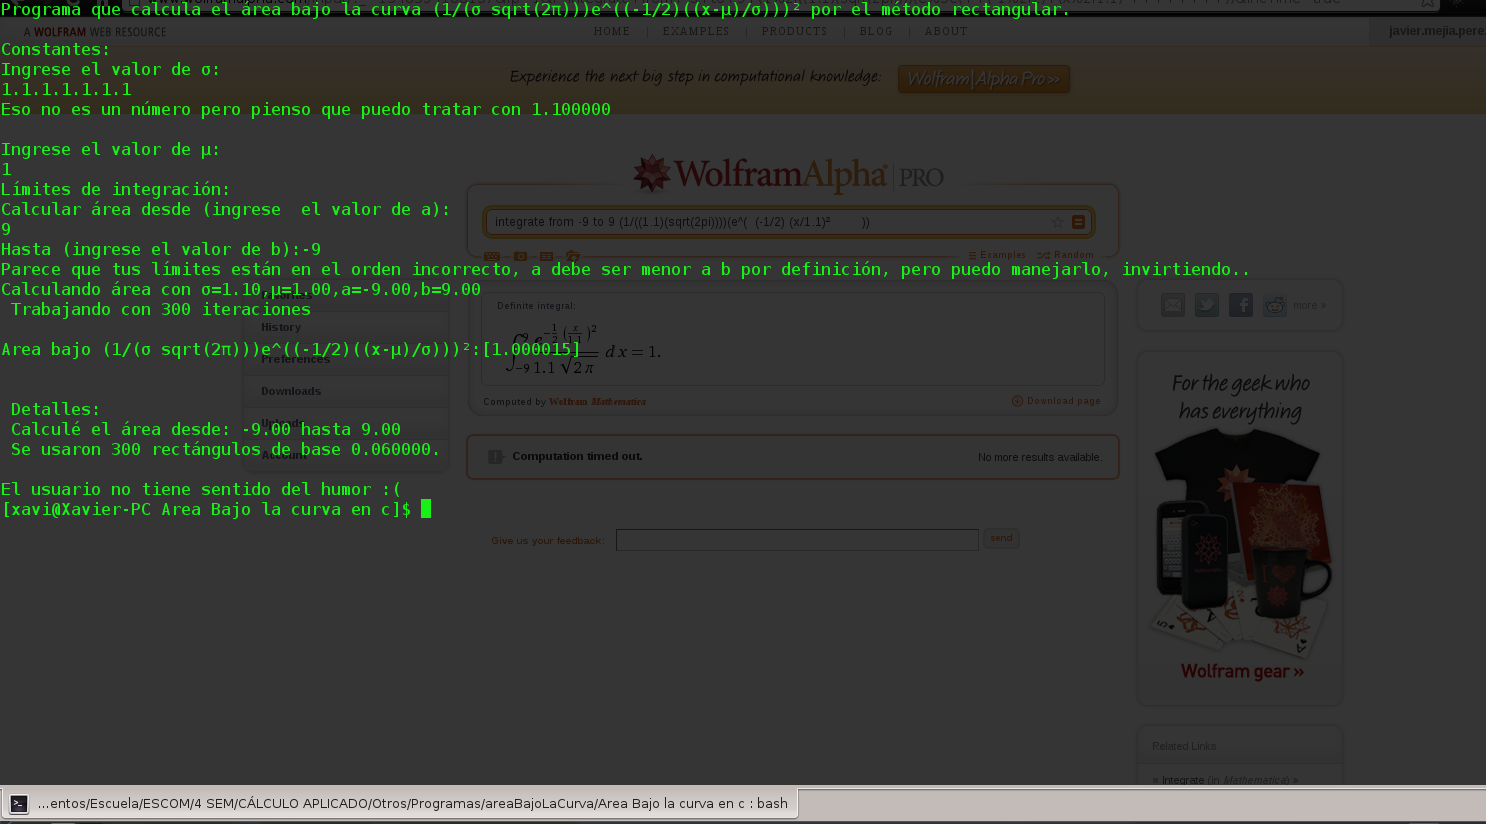 Programa que calcula el área bajo la curva (1/(σ sqrt(2π)))e^((-1/2)((x-μ)/σ)))² por el método rectangular.
A WOLFRAM WEB RESOURCE
HOME | EXAMPLES | PRODUCTS | BLOG | ABOUT
javier.mejia.pere
Constantes:
Ingrese el valor de σ:
1.1.1.1.1.1.1
Eso no es un número pero pienso que puedo tratar con 1.100000
Experience the next big step in computational knowledge:
Wolfram|Alpha Pro »
Ingrese el valor de μ:
1
Límites de integración:
Calcular área desde (ingrese  el valor de a):
9
Hasta (ingrese el valor de b):-9
Parece que tus límites están en el orden incorrecto, a debe ser menor a b por definición, pero puedo manejarlo, invirtiendo..
Calculando área con σ=1.10,μ=1.00,a=-9.00,b=9.00
Trabajando con 300 iteraciones
Area bajo (1/(σ sqrt(2π)))e^((-1/2)((x-μ)/σ)))²:[1.000015]
Detalles:
Calculé el área desde: -9.00 hasta 9.00
Se usaron 300 rectángulos de base 0.060000.
El usuario no tiene sentido del humor :(
[xavi@Xavier-PC Area Bajo la curva en c]$
WolframAlpha PRO
integrate from -9 to 9 (1/((1.1)(sqrt(2pi))))(e^( (-1/2) (x/1.1)² ))
Examples
Random
History
Preferences
Downloads
Account
Definite integral:
∫₋₉⁹ e^(-1/2 (x/1.1)²) / (1.1 √(2 π)) d x = 1.
Computed by Wolfram Mathematica
Download page
Computation timed out.
No more results available.
Give us your feedback:
send
more »
For the geek who
has everything
Wolfram gear »
Related Links
» Integrate (in Mathematica) »
...entos/Escuela/ESCOM/4 SEM/CÁLCULO APLICADO/Otros/Programas/areaBajoLaCurva/Area Bajo la curva en c : bash